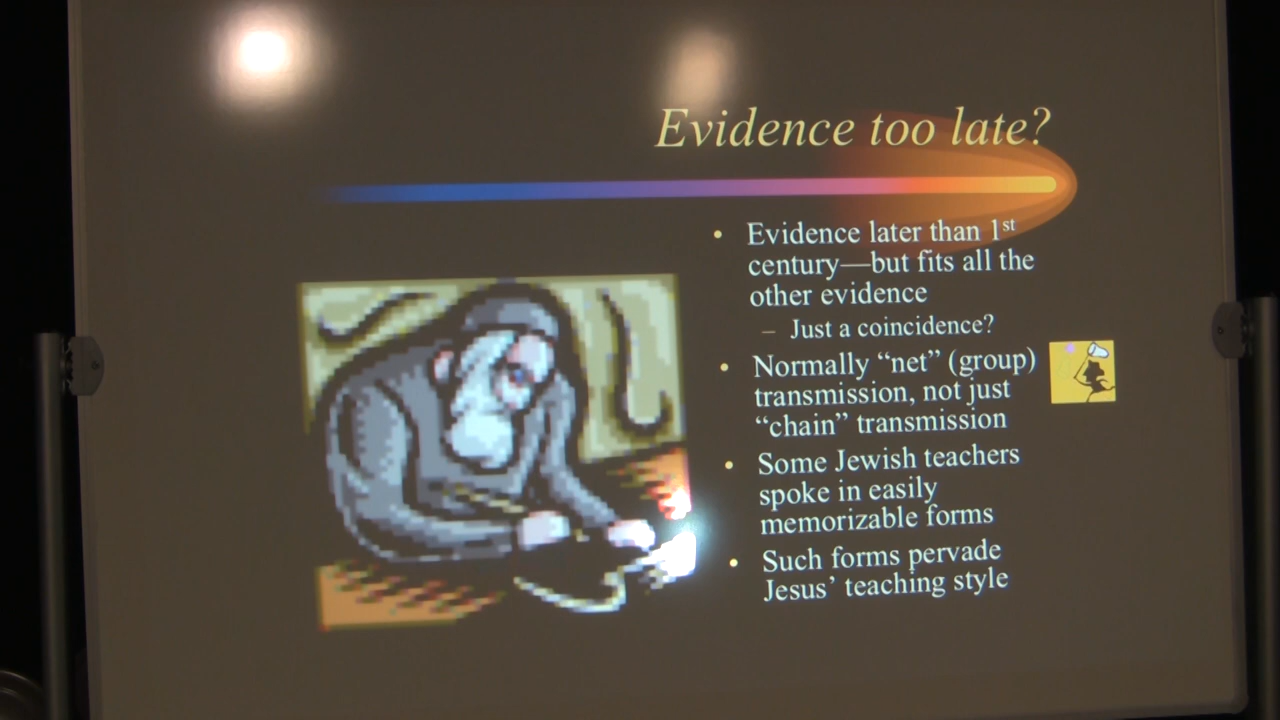 Evidence too late?
• Evidence later than 1st
century—but fits all the
other evidence
– Just a coincidence?
• Normally “net” (group)
transmission, not just
“chain” transmission
• Some Jewish teachers
spoke in easily
memorizable forms
• Such forms pervade
Jesus’ teaching style